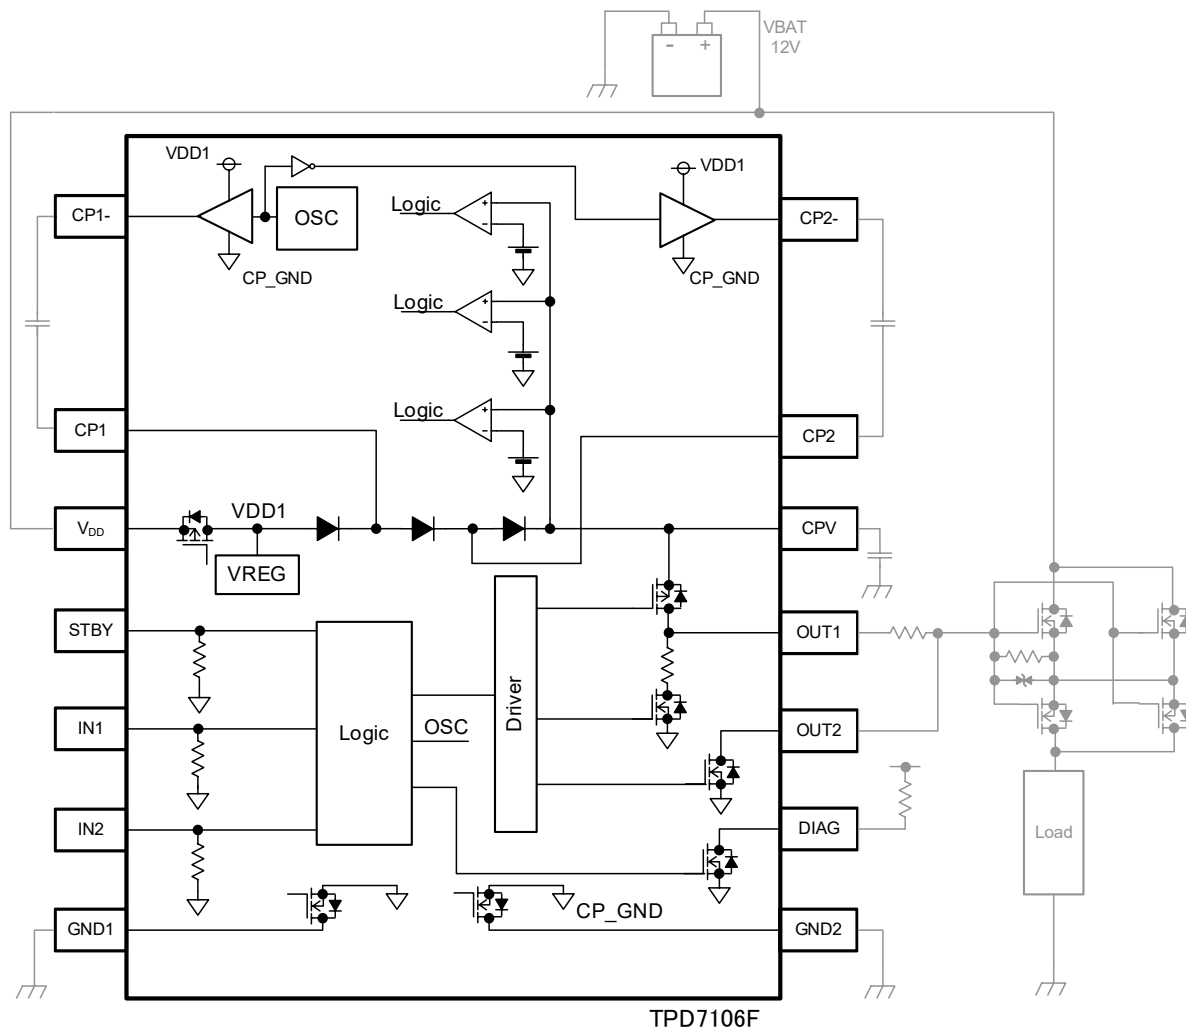 - +
VBAT
12V
VDD1
VDD1
CP1-
OSC
Logic
+
-
CP2-
CP_GND
CP_GND
Logic
+
-
Logic
+
-
CP1
CP2
VDD
VDD1
CPV
VREG
STBY
OUT1
Driver
IN1
Logic
OSC
OUT2
IN2
DIAG
Load
GND1
CP_GND
GND2
TPD7106F